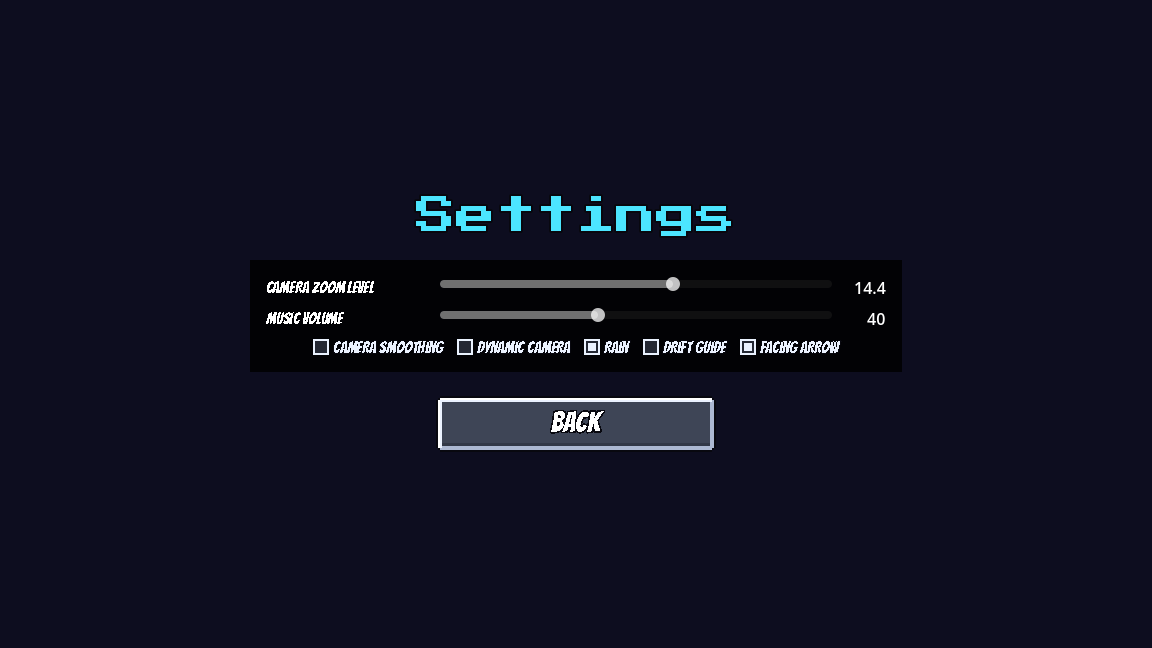 Settings
CAMERA ZOOM LEVEL 14.4
MUSIC VOLUME 40
CAMERA SMOOTHING DYNAMIC CAMERA RAIN DRIFT GUIDE FACING ARROW
BACK